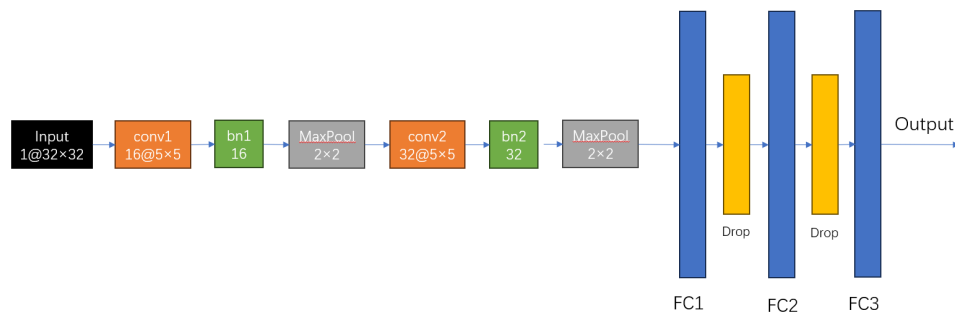 Input
1@32×32
conv1
16@5×5
bn1
16
MaxPool
2×2
conv2
32@5×5
bn2
32
MaxPool
2×2
Drop
Drop
Output
FC1
FC2
FC3